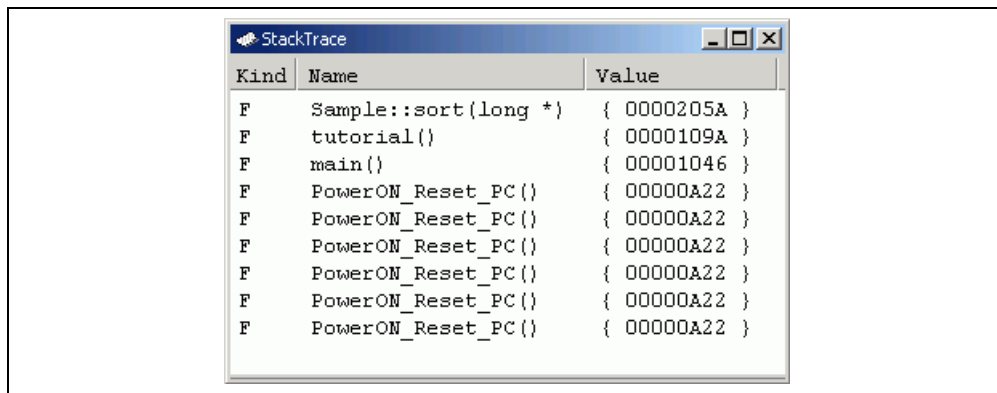 StackTrace
Kind Name Value
F Sample::sort(long *) { 0000205A }
F tutorial() { 0000109A }
F main() { 00001046 }
F PowerON_Reset_PC() { 00000A22 }
F PowerON_Reset_PC() { 00000A22 }
F PowerON_Reset_PC() { 00000A22 }
F PowerON_Reset_PC() { 00000A22 }
F PowerON_Reset_PC() { 00000A22 }
F PowerON_Reset_PC() { 00000A22 }